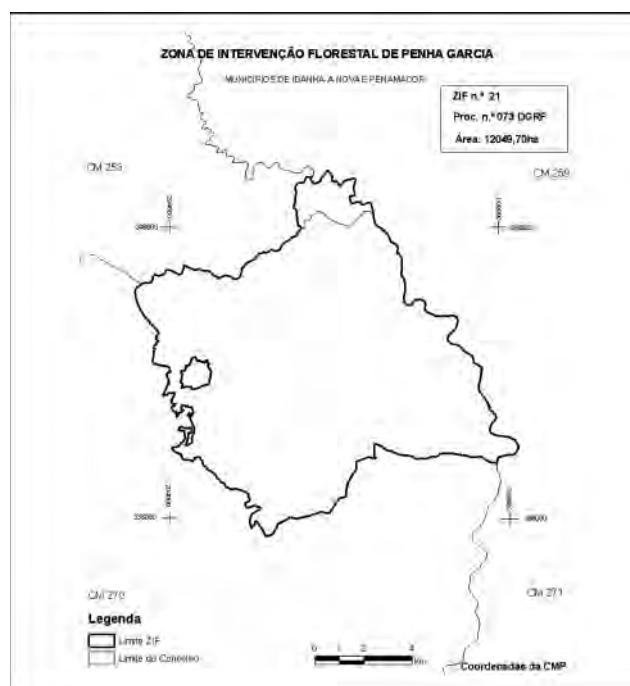 ZONA DE INTERVENÇÃO FLORESTAL DE PENHA GARCIA
MUNICÍPIOS DE IDANHA-A-NOVA E PENAMACOR
ZIF n.º 21
Proc. n.º 073 DGRF
Área: 12049,70ha
CM 259
CM 270
CM 271
Legenda
Limite ZIF
Limite do Concelho
0 1 2 4
Km
Coordenadas da CMP